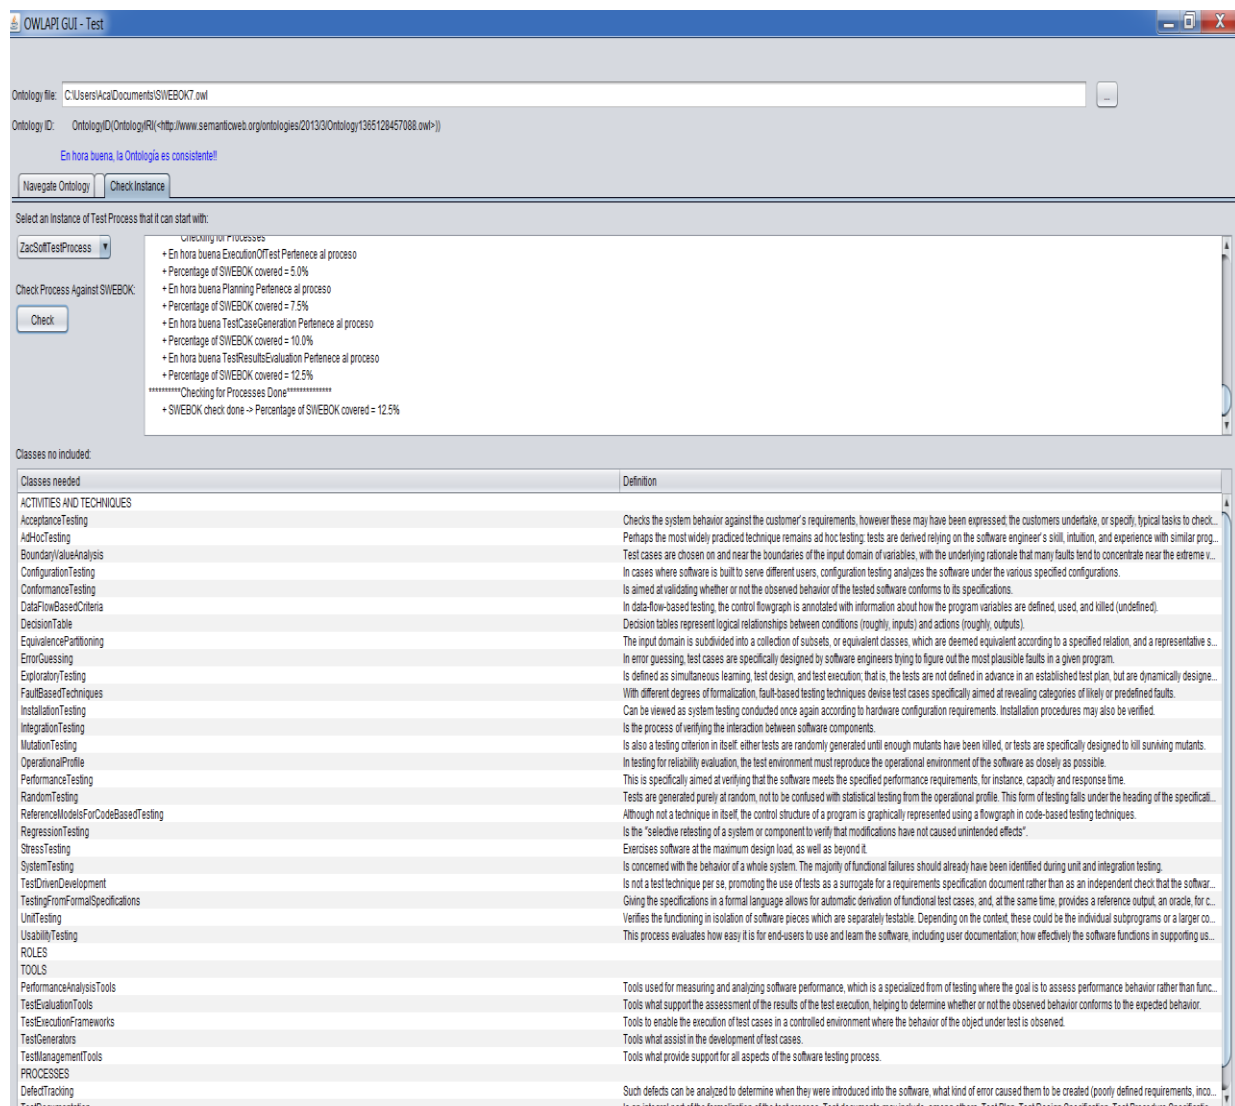 OWLAPI GUI - Test
Ontology file: C:\Users\Aca\Documents\SWEBOK7.owl ...
Ontology ID: OntologyID(OntologyIRI(<http://www.semanticweb.org/ontologies/2013/3/Ontology1365128457088.owl>))
En hora buena, la Ontología es consistente!!
Navegate Ontology Check Instance
Select an Instance of Test Process that it can start with:
ZacSoftTestProcess
Check Process Against SWEBOK:
Check
Checking for Processes
+ En hora buena ExecutionOfTest Pertenece al proceso
+ Percentage of SWEBOK covered = 5.0%
+ En hora buena Planning Pertenece al proceso
+ Percentage of SWEBOK covered = 7.5%
+ En hora buena TestCaseGeneration Pertenece al proceso
+ Percentage of SWEBOK covered = 10.0%
+ En hora buena TestResultsEvaluation Pertenece al proceso
+ Percentage of SWEBOK covered = 12.5%
**********Checking for Processes Done**************
+ SWEBOK check done -> Percentage of SWEBOK covered = 12.5%
Classes no included:
Classes needed Definition
ACTIVITIES AND TECHNIQUES
AcceptanceTesting Checks the system behavior against the customer's requirements, however these may have been expressed; the customers undertake, or specify, typical tasks to check...
AdHocTesting Perhaps the most widely practiced technique remains ad hoc testing: tests are derived relying on the software engineer's skill, intuition, and experience with similar prog...
BoundaryValueAnalysis Test cases are chosen on and near the boundaries of the input domain of variables, with the underlying rationale that many faults tend to concentrate near the extreme v...
ConfigurationTesting In cases where software is built to serve different users, configuration testing analyzes the software under the various specified configurations.
ConformanceTesting Is aimed at validating whether or not the observed behavior of the tested software conforms to its specifications.
DataFlowBasedCriteria In data-flow-based testing, the control flowgraph is annotated with information about how the program variables are defined, used, and killed (undefined).
DecisionTable Decision tables represent logical relationships between conditions (roughly, inputs) and actions (roughly, outputs).
EquivalencePartitioning The input domain is subdivided into a collection of subsets, or equivalent classes, which are deemed equivalent according to a specified relation, and a representative s...
ErrorGuessing In error guessing, test cases are specifically designed by software engineers trying to figure out the most plausible faults in a given program.
ExploratoryTesting Is defined as simultaneous learning, test design, and test execution; that is, the tests are not defined in advance in an established test plan, but are dynamically designe...
FaultBasedTechniques With different degrees of formalization, fault-based testing techniques devise test cases specifically aimed at revealing categories of likely or predefined faults.
InstallationTesting Can be viewed as system testing conducted once again according to hardware configuration requirements. Installation procedures may also be verified.
IntegrationTesting Is the process of verifying the interaction between software components.
MutationTesting Is also a testing criterion in itself: either tests are randomly generated until enough mutants have been killed, or tests are specifically designed to kill surviving mutants.
OperationalProfile In testing for reliability evaluation, the test environment must reproduce the operational environment of the software as closely as possible.
PerformanceTesting This is specifically aimed at verifying that the software meets the specified performance requirements, for instance, capacity and response time.
RandomTesting Tests are generated purely at random, not to be confused with statistical testing from the operational profile. This form of testing falls under the heading of the specificati...
ReferenceModelsForCodeBasedTesting Although not a technique in itself, the control structure of a program is graphically represented using a flowgraph in code-based testing techniques.
RegressionTesting Is the "selective retesting of a system or component to verify that modifications have not caused unintended effects".
StressTesting Exercises software at the maximum design load, as well as beyond it.
SystemTesting Is concerned with the behavior of a whole system. The majority of functional failures should already have been identified during unit and integration testing.
TestDrivenDevelopment Is not a test technique per se, promoting the use of tests as a surrogate for a requirements specification document rather than as an independent check that the softwar...
TestingFromFormalSpecifications Giving the specifications in a formal language allows for automatic derivation of functional test cases, and, at the same time, provides a reference output, an oracle, for c...
UnitTesting Verifies the functioning in isolation of software pieces which are separately testable. Depending on the context, these could be the individual subprograms or a larger co...
UsabilityTesting This process evaluates how easy it is for end-users to use and learn the software, including user documentation; how effectively the software functions in supporting us...
ROLES
TOOLS
PerformanceAnalysisTools Tools used for measuring and analyzing software performance, which is a specialized from of testing where the goal is to assess performance behavior rather than func...
TestEvaluationTools Tools what support the assessment of the results of the test execution, helping to determine whether or not the observed behavior conforms to the expected behavior.
TestExecutionFrameworks Tools to enable the execution of test cases in a controlled environment where the behavior of the object under test is observed.
TestGenerators Tools what assist in the development of test cases.
TestManagementTools Tools what provide support for all aspects of the software testing process.
PROCESSES
DefectTracking Such defects can be analyzed to determine when they were introduced into the software, what kind of error caused them to be created (poorly defined requirements, inco...
TestDocumentation Is an integral part of the formalization of the test process. Test documents may include, among others, Test Plan, Test Design Specification, Test Procedure Specificatio...